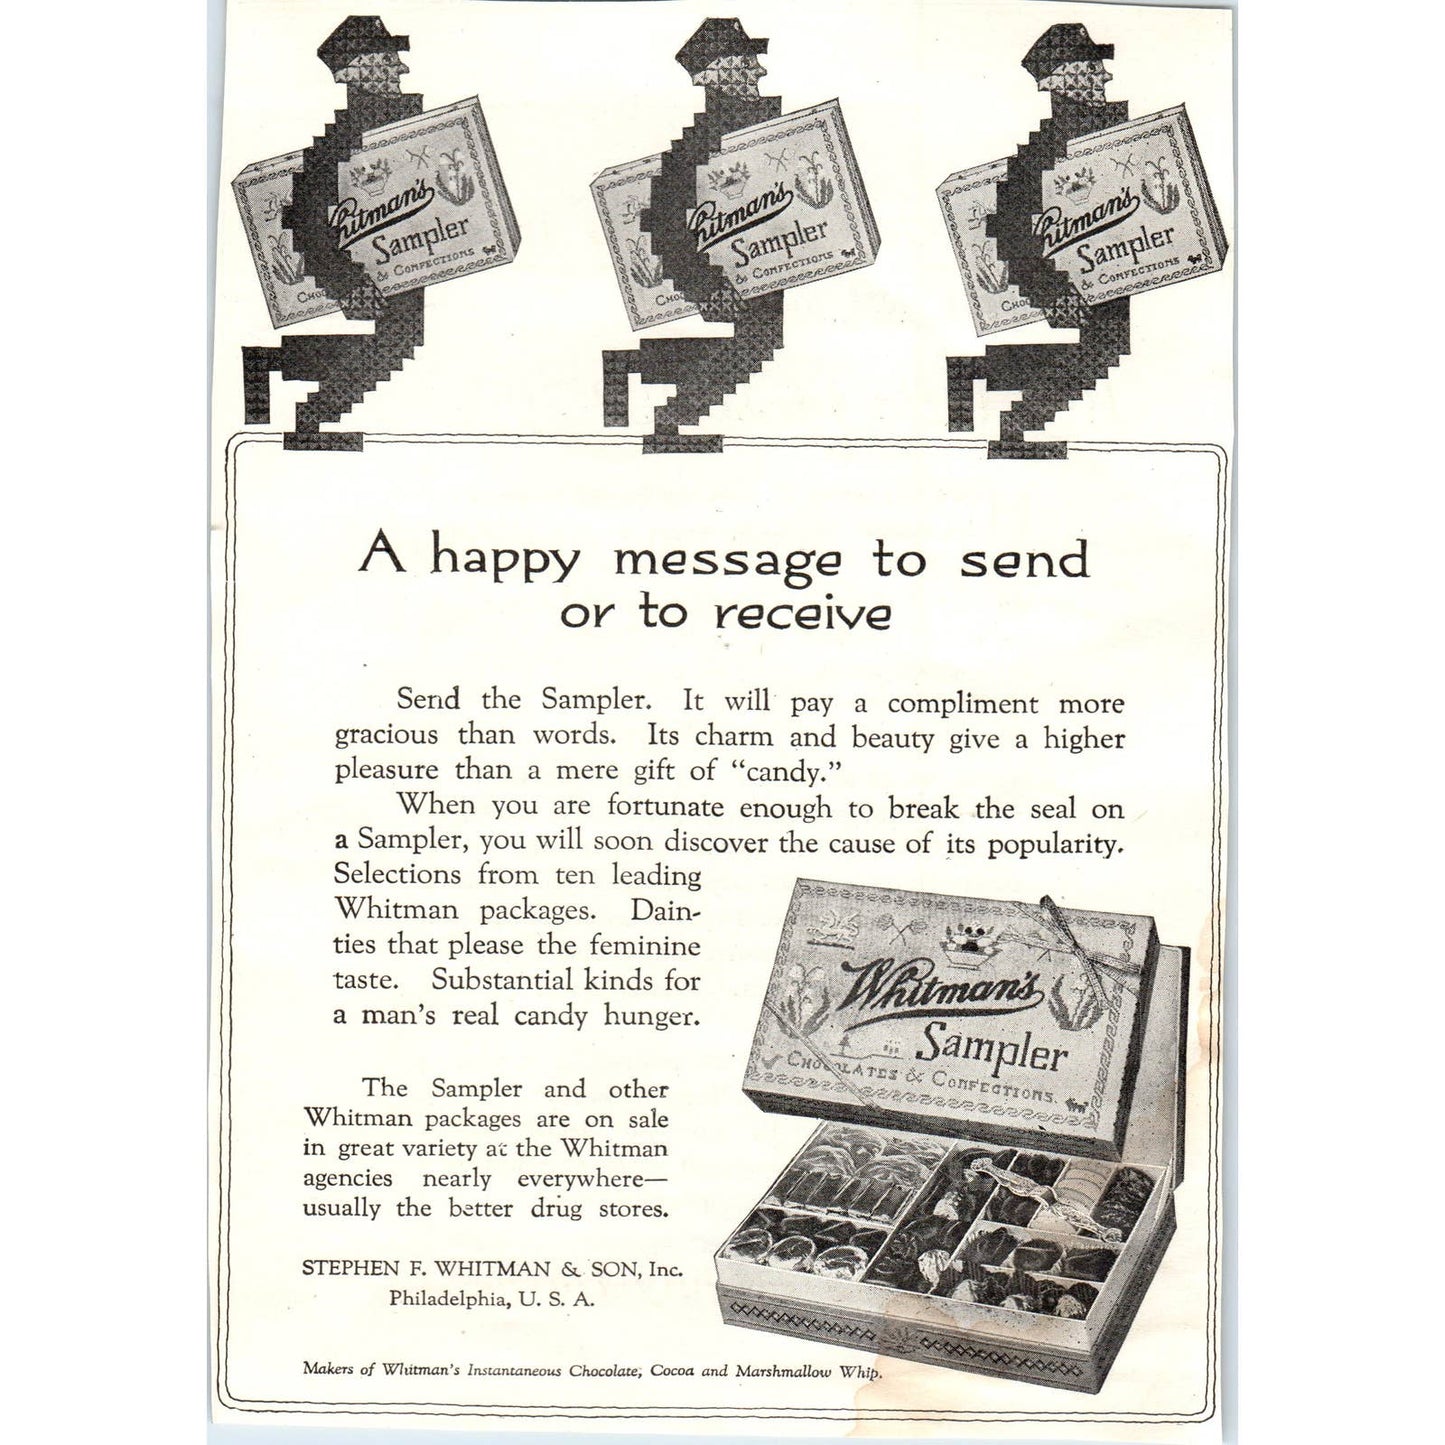 Whitman's
Sampler
Cho & Confections
Whitman's
Sampler
Cho & Confections
Whitman's
Sampler
Cho & Confections
A happy message to send
or to receive
Send the Sampler. It will pay a compliment more
gracious than words. Its charm and beauty give a higher
pleasure than a mere gift of “candy.”
When you are fortunate enough to break the seal on
a Sampler, you will soon discover the cause of its popularity.
Selections from ten leading
Whitman packages. Dain-
ties that please the feminine
taste. Substantial kinds for
a man's real candy hunger.
The Sampler and other
Whitman packages are on sale
in great variety at the Whitman
agencies nearly everywhere—
usually the better drug stores.
STEPHEN F. WHITMAN & SON, Inc.
Philadelphia, U. S. A.
Makers of Whitman's Instantaneous Chocolate, Cocoa and Marshmallow Whip.
Whitman's
Sampler
Chocolates & Confections.